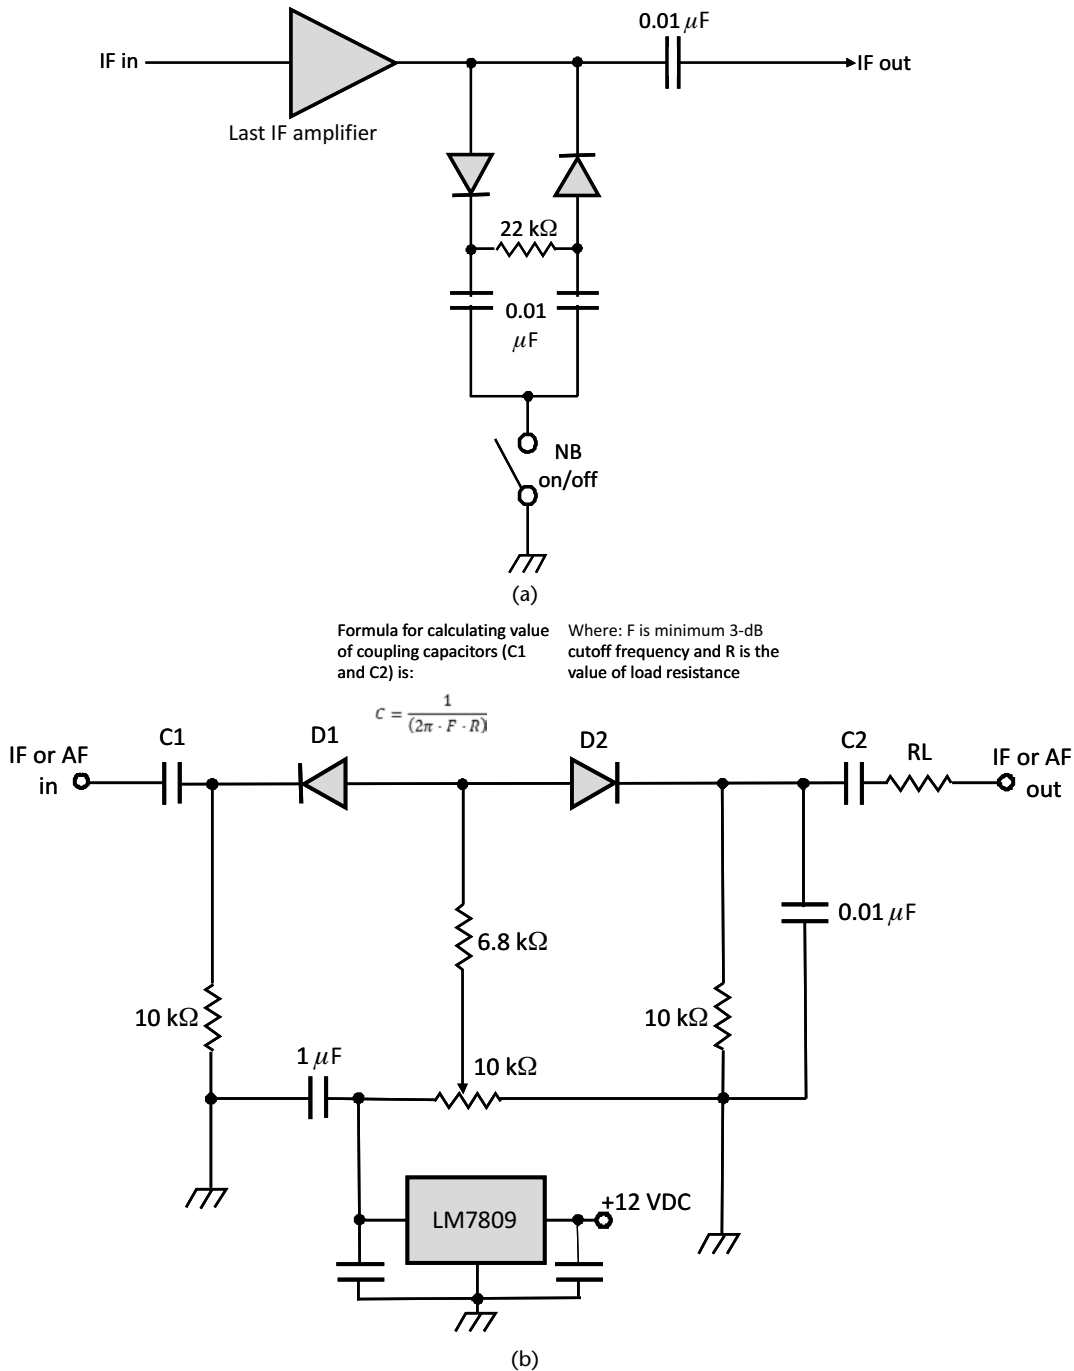 0.01 μF
IF in
IF out
Last IF amplifier
22 kΩ
0.01
μF
NB
on/off
(a)
Formula for calculating value
of coupling capacitors (C1
and C2) is:
Where: F is minimum 3-dB
cutoff frequency and R is the
value of load resistance
C = 1 / (2π · F · R)
IF or AF
in
C1
D1
D2
C2
RL
IF or AF
out
6.8 kΩ
0.01 μF
10 kΩ
10 kΩ
1 μF
10 kΩ
LM7809
+12 VDC
(b)